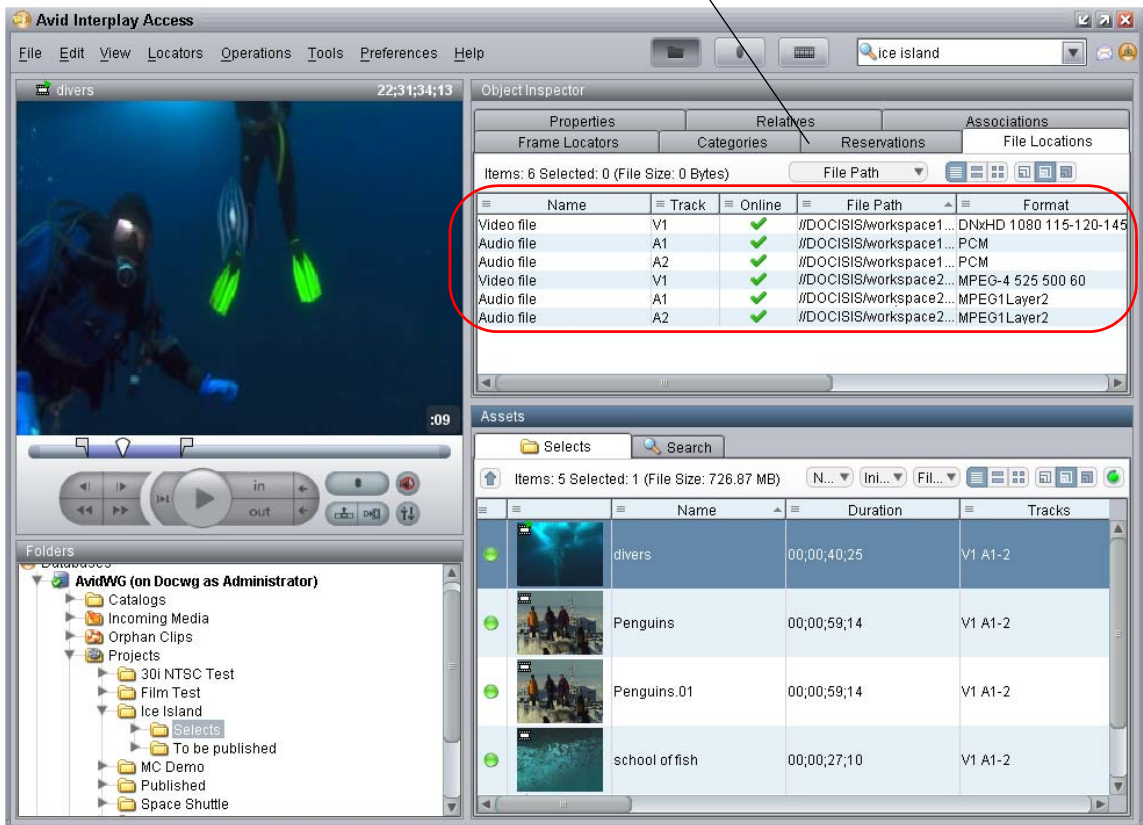 Avid Interplay Access
File Edit View Locators Operations Tools Preferences Help
ice island
divers 22;31;34;13
:09
in
out
Folders
Databases
AvidWG (on Docwg as Administrator)
Catalogs
Incoming Media
Orphan Clips
Projects
30i NTSC Test
Film Test
Ice Island
Selects
To be published
MC Demo
Published
Space Shuttle
Object Inspector
Properties Relatives Associations
Frame Locators Categories Reservations File Locations
Items: 6 Selected: 0 (File Size: 0 Bytes) File Path
Name Track Online File Path Format
Video file V1 //DOCISIS/workspace1... DNxHD 1080 115-120-145
Audio file A1 //DOCISIS/workspace1... PCM
Audio file A2 //DOCISIS/workspace1... PCM
Video file V1 //DOCISIS/workspace2... MPEG-4 525 500 60
Audio file A1 //DOCISIS/workspace2... MPEG1Layer2
Audio file A2 //DOCISIS/workspace2... MPEG1Layer2
Assets
Selects Search
Items: 5 Selected: 1 (File Size: 726.87 MB) N... Ini... Fil...
Name Duration Tracks
divers 00;00;40;25 V1 A1-2
Penguins 00;00;59;14 V1 A1-2
Penguins.01 00;00;59;14 V1 A1-2
school of fish 00;00;27;10 V1 A1-2